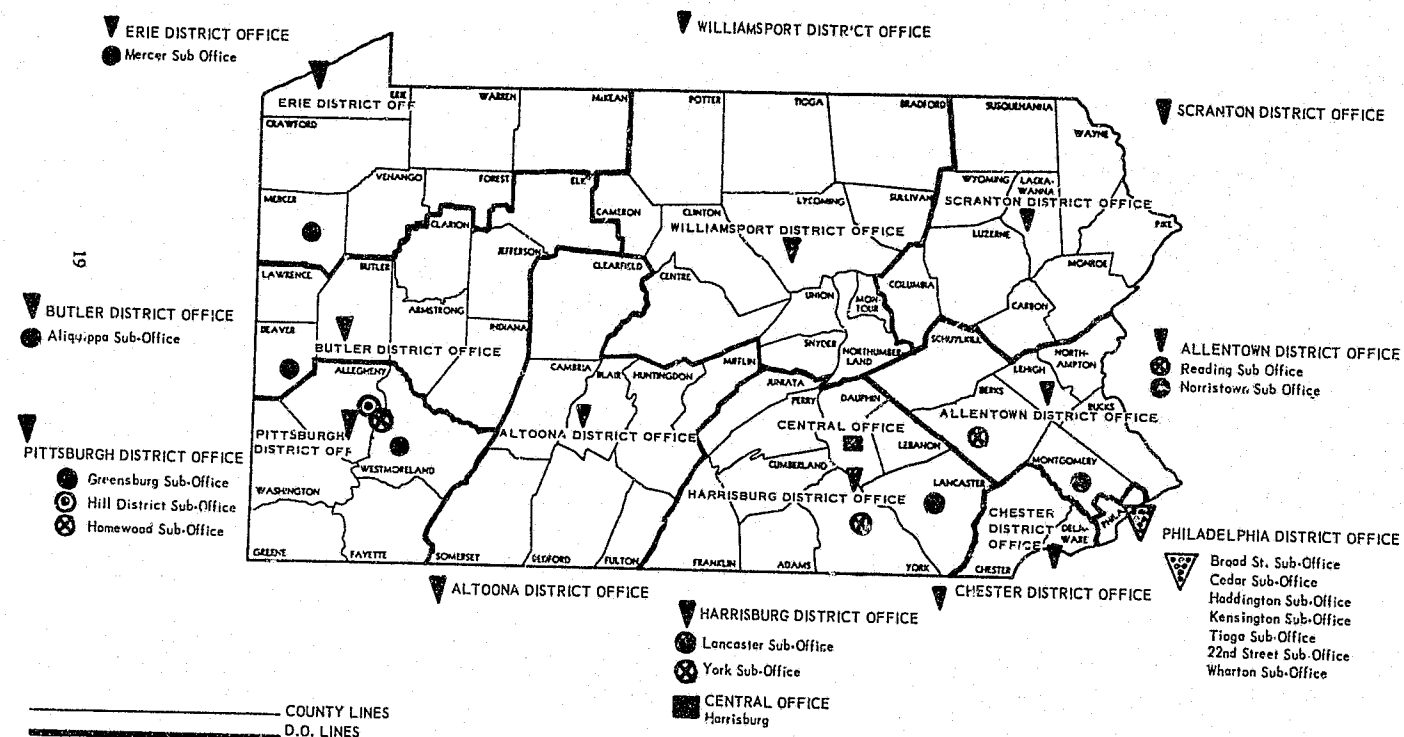 ERIE DISTRICT OFFICE
Mercer Sub Office
WILLIAMSPORT DISTR'CT OFFICE
SCRANTON DISTRICT OFFICE
ERIE
WARREN
McKEAN
POTTER
TIOGA
BRADFORD
SUSQUEHANNA
WAYNE
ERIE DISTRICT OFF
CRAWFORD
VENANGO
FOREST
ELK
WYOMING
LACKA-
WANNA
MERCER
CAMERON
CLINTON
LYCOMING
SULLIVAN
SCRANTON DISTRICT OFFICE
CLARION
WILLIAMSPORT DISTRICT OFFICE
LUZERNE
PIKE
JEFFERSON
19
LAWRENCE
BUTLER
CLEARFIELD
CENTRE
UNION
MON-
TOUR
COLUMBIA
MONROE
CARBON
BUTLER DISTRICT OFFICE
Aliquippa Sub-Office
ARMSTRONG
BEAVER
INDIANA
SNYDER
NORTHUMBER
LAND
SCHUYLKILL
BUTLER DISTRICT OFFICE
ALLEGHENY
CAMBRIA
BLAIR
HUNTINGDON
MIFFLIN
JUNIATA
LEHIGH
NORTH-
AMPTON
ALLENTOWN DISTRICT OFFICE
Reading Sub Office
Norristown Sub Office
PERRY
DAUPHIN
BERKS
BUCKS
ALLENTOWN DISTRICT OFFICE
PITTSBURGH
DISTRICT OFF
ALTOONA DISTRICT OFFICE
CENTRAL OFFICE
LEBANON
PITTSBURGH DISTRICT OFFICE
Greensburg Sub-Office
Hill District Sub-Office
Homewood Sub-Office
WESTMORELAND
CUMBERLAND
MONTGOMERY
WASHINGTON
HARRISBURG DISTRICT OFFICE
LANCASTER
CHESTER
DISTRICT
OFFICE
DELA-
WARE
PHILA
PHILADELPHIA DISTRICT OFFICE
Broad St. Sub-Office
Cedar Sub-Office
Haddington Sub-Office
Kensington Sub-Office
Tioga Sub-Office
22nd Street Sub-Office
Wharton Sub-Office
GREENE
FAYETTE
SOMERSET
BEDFORD
FULTON
FRANKLIN
ADAMS
YORK
CHESTER
ALTOONA DISTRICT OFFICE
CHESTER DISTRICT OFFICE
HARRISBURG DISTRICT OFFICE
Lancaster Sub-Office
York Sub-Office
CENTRAL OFFICE
Harrisburg
COUNTY LINES
D.O. LINES